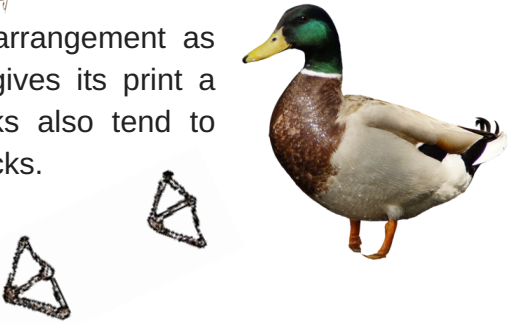 arrangement as
gives its print a
ks also tend to
cks.